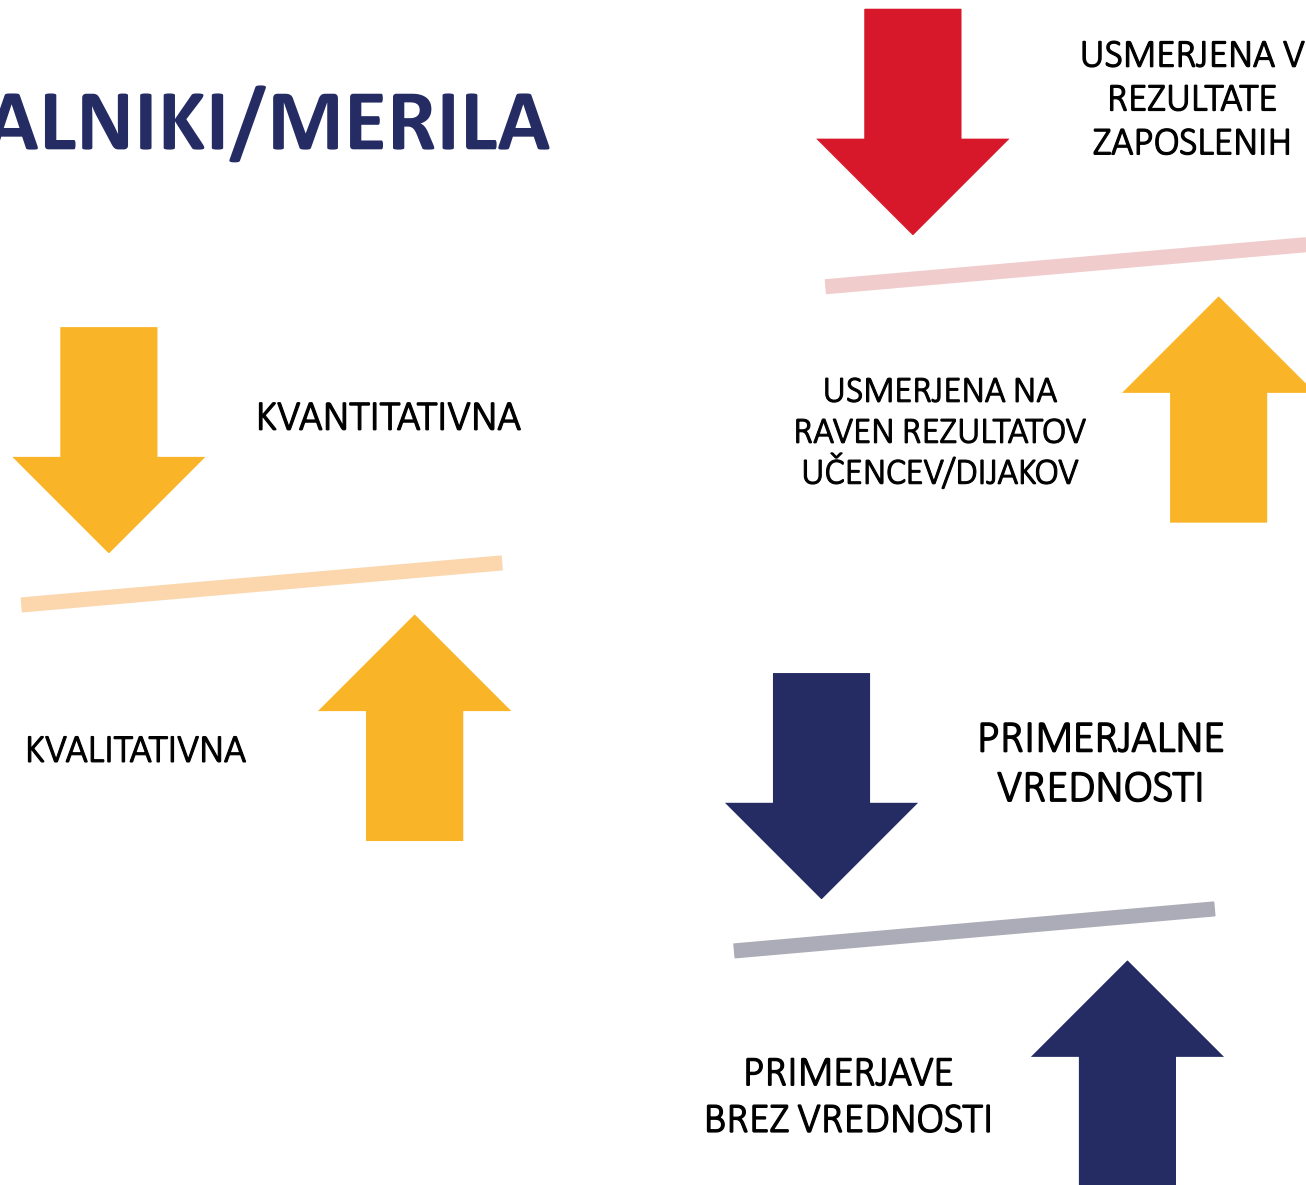 ALNIKI/MERILA
USMERJENA V
REZULTATE
ZAPOSLENIH
KVANTITATIVNA
USMERJENA NA
RAVEN REZULTATOV
UČENCEV/DIJAKOV
KVALITATIVNA
PRIMERJALNE
VREDNOSTI
PRIMERJAVE
BREZ VREDNOSTI